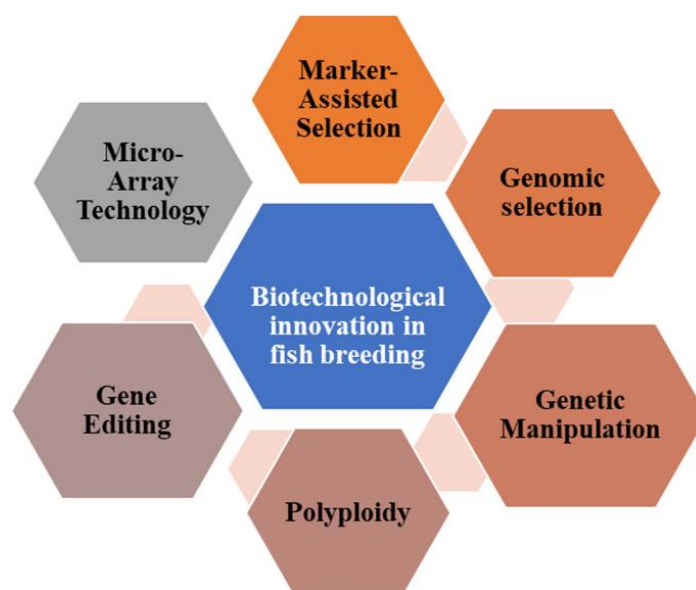 Marker-
Assisted
Selection
Genomic
selection
Genetic
Manipulation
Polyploidy
Gene
Editing
Micro-
Array
Technology
Biotechnological
innovation in
fish breeding